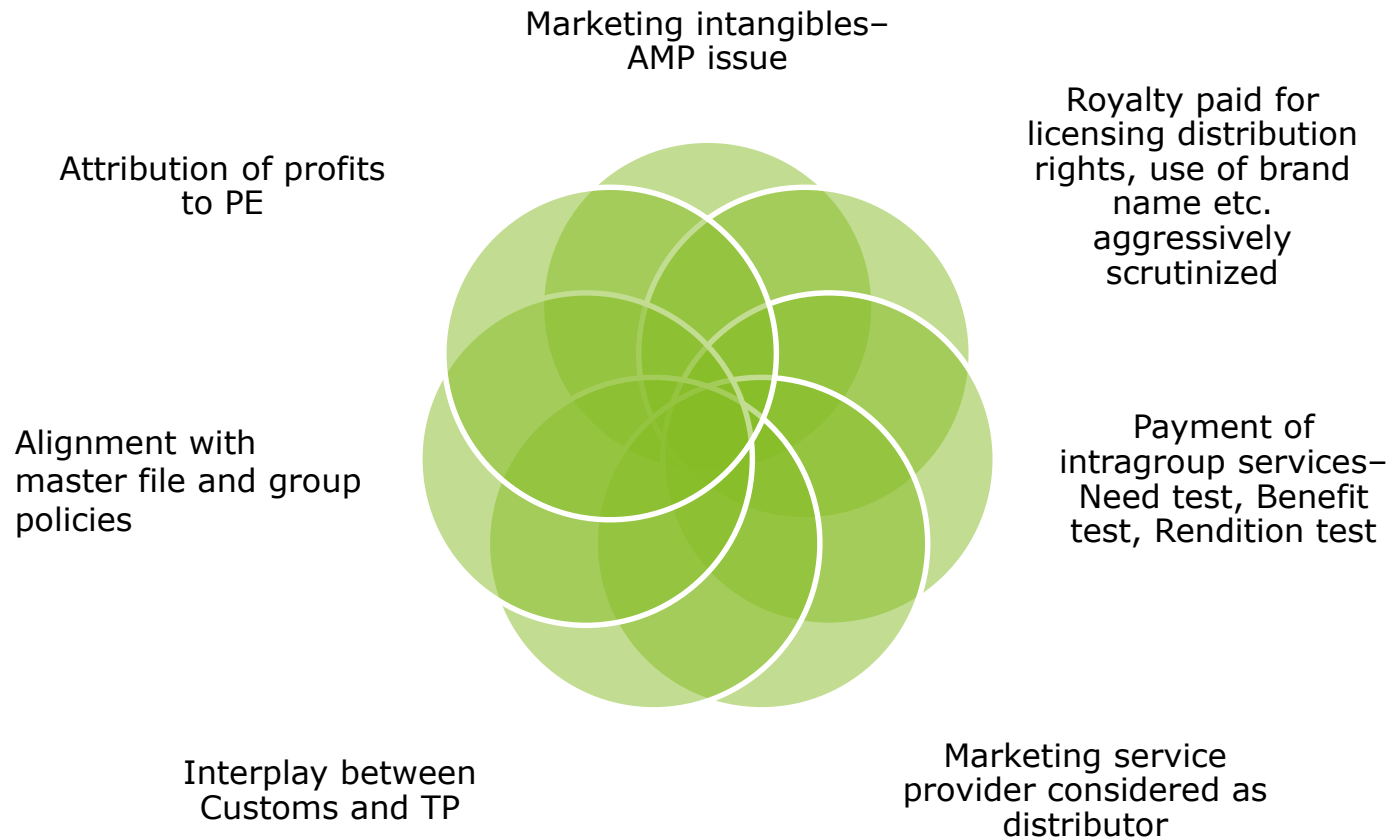 Marketing intangibles–
AMP issue
Royalty paid for
licensing distribution
rights, use of brand
name etc.
aggressively
scrutinized
Payment of
intragroup services–
Need test, Benefit
test, Rendition test
Marketing service
provider considered as
distributor
Interplay between
Customs and TP
Alignment with
master file and group
policies
Attribution of profits
to PE